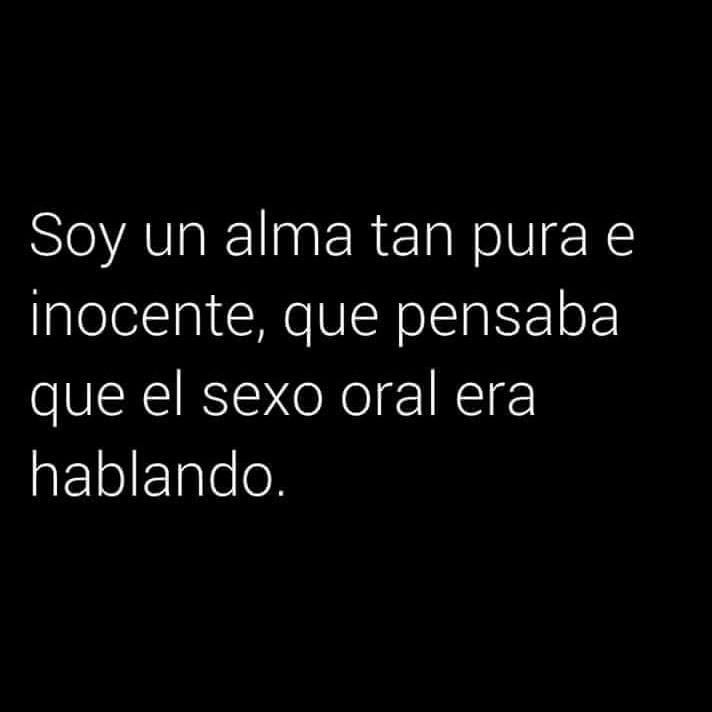 Soy un alma tan pura e
inocente, que pensaba
que el sexo oral era
hablando.